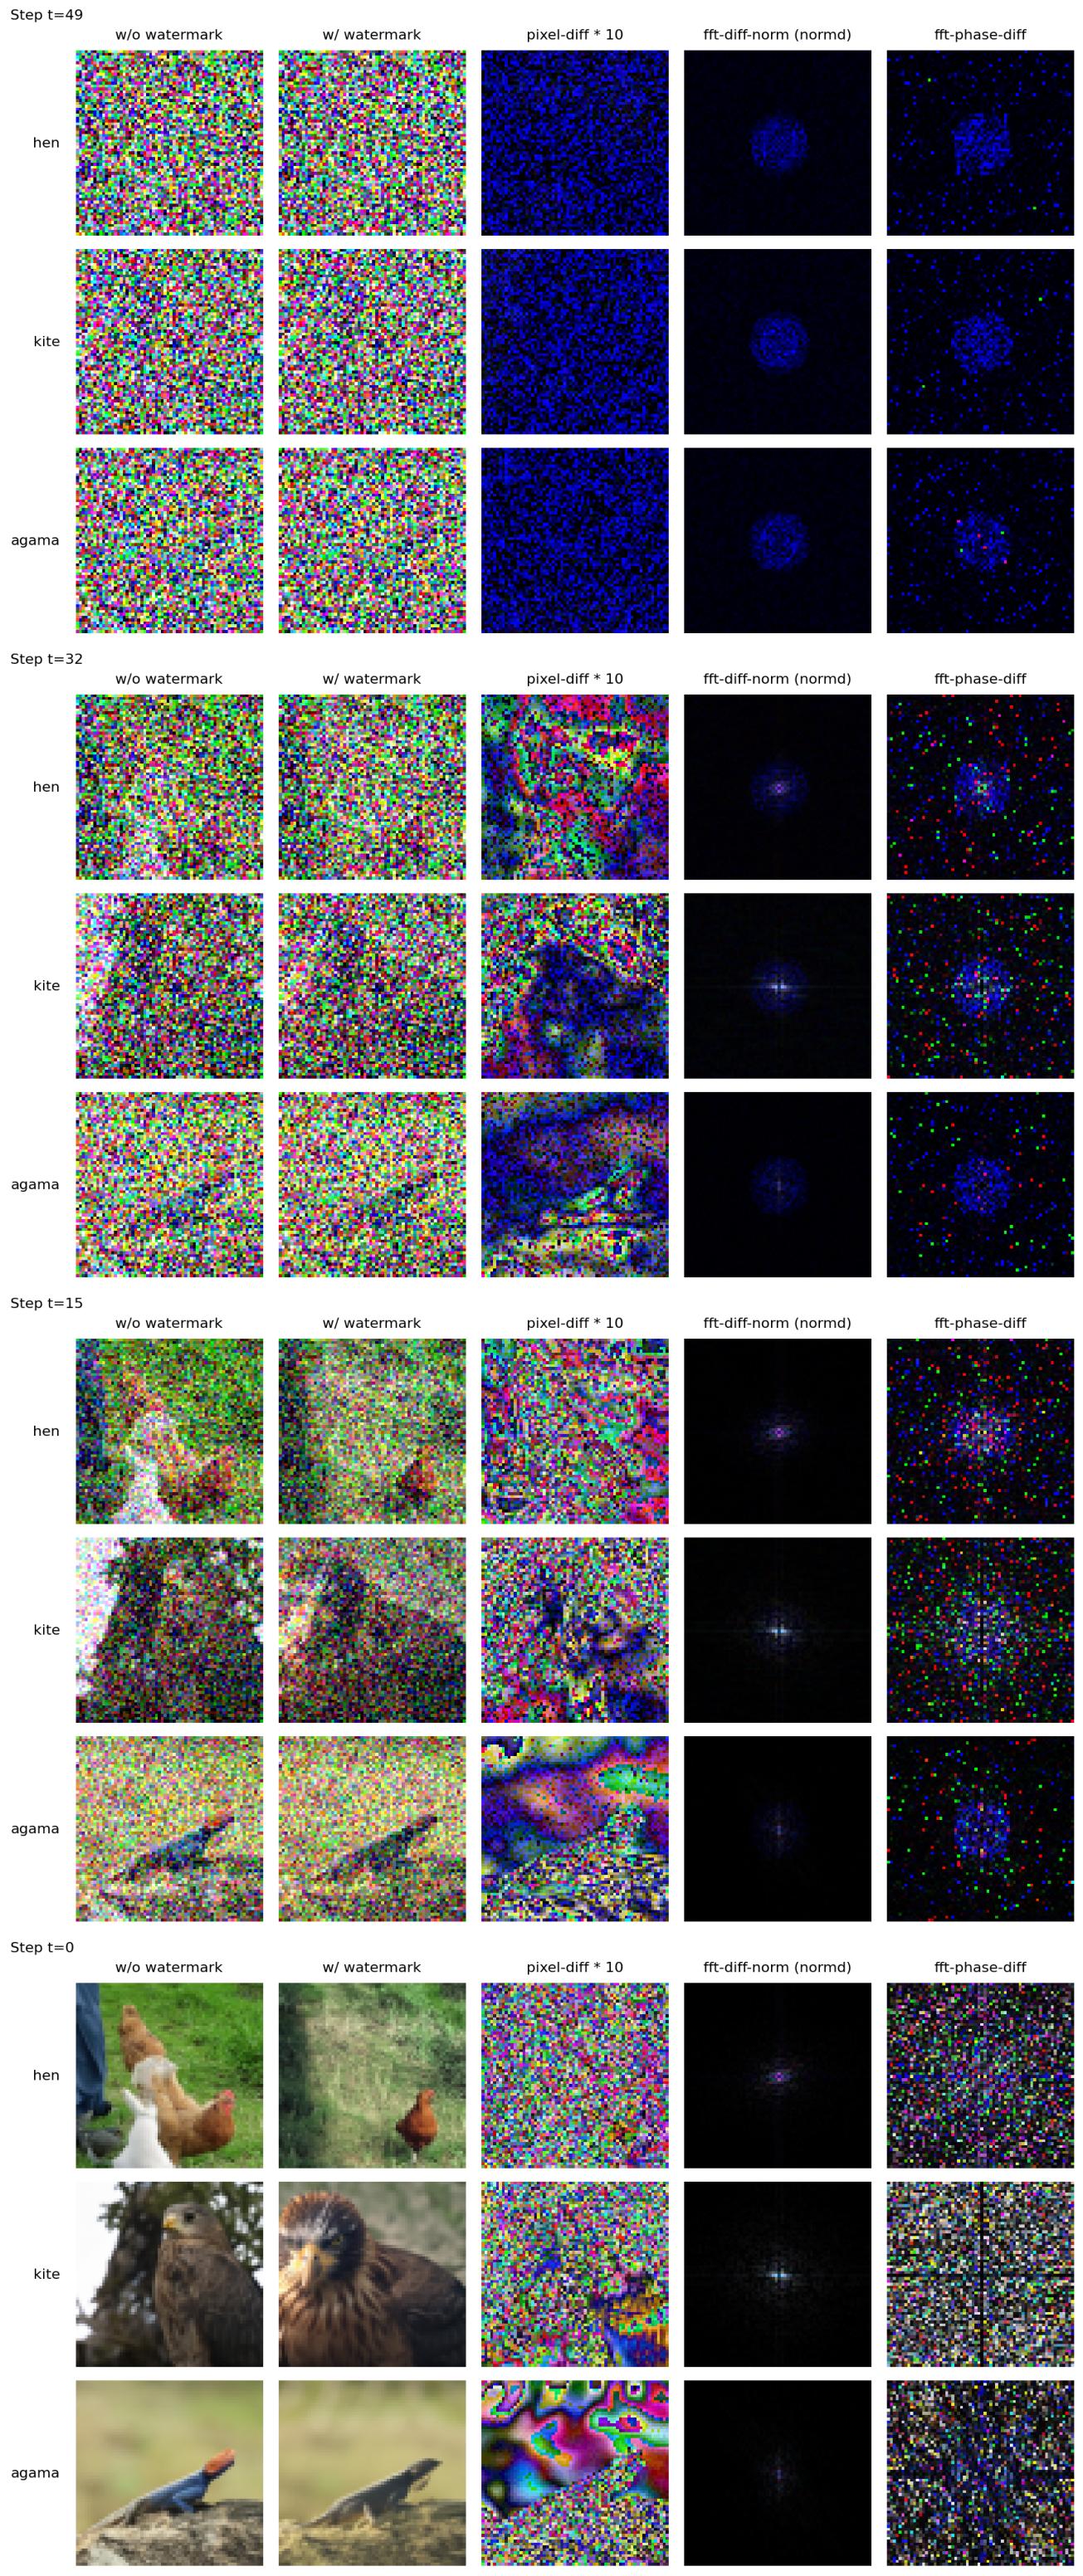 Step t=49
w/o watermark w/ watermark pixel-diff * 10 fft-diff-norm (normd) fft-phase-diff
hen
kite
agama
Step t=32
w/o watermark w/ watermark pixel-diff * 10 fft-diff-norm (normd) fft-phase-diff
hen
kite
agama
Step t=15
w/o watermark w/ watermark pixel-diff * 10 fft-diff-norm (normd) fft-phase-diff
hen
kite
agama
Step t=0
w/o watermark w/ watermark pixel-diff * 10 fft-diff-norm (normd) fft-phase-diff
hen
kite
agama